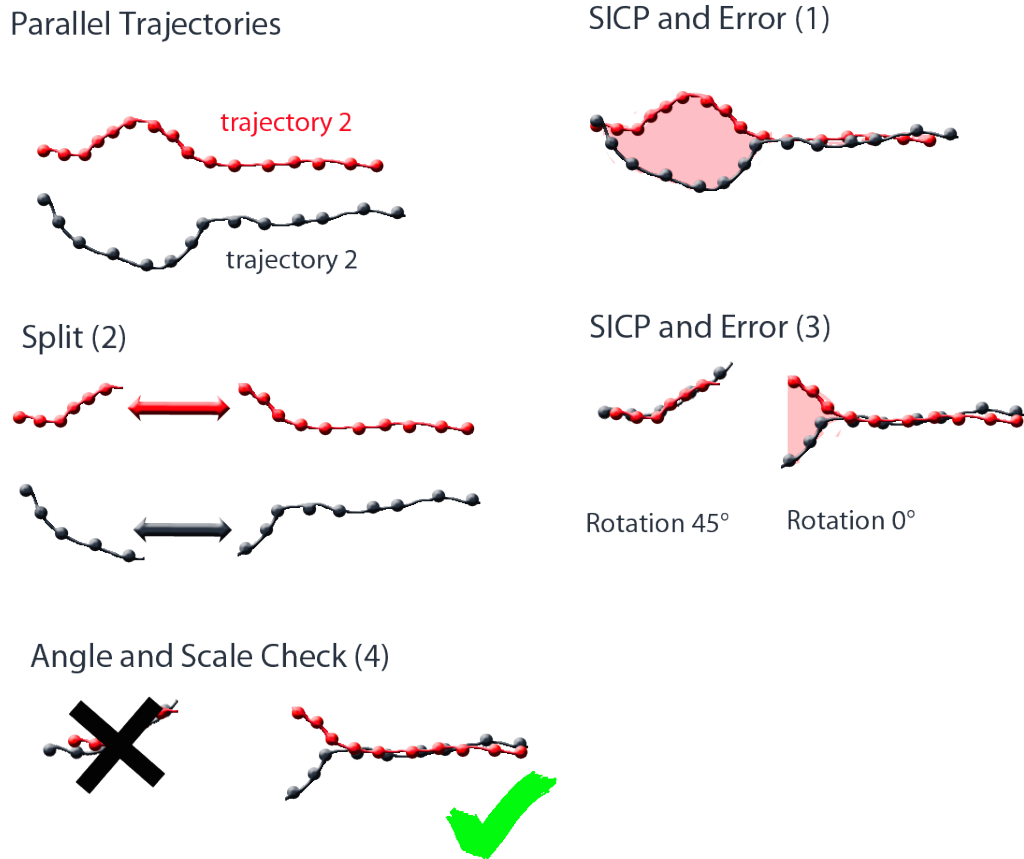 Parallel Trajectories
SICP and Error (1)
trajectory 2
trajectory 2
Split (2)
SICP and Error (3)
Rotation 45°
Rotation 0°
Angle and Scale Check (4)